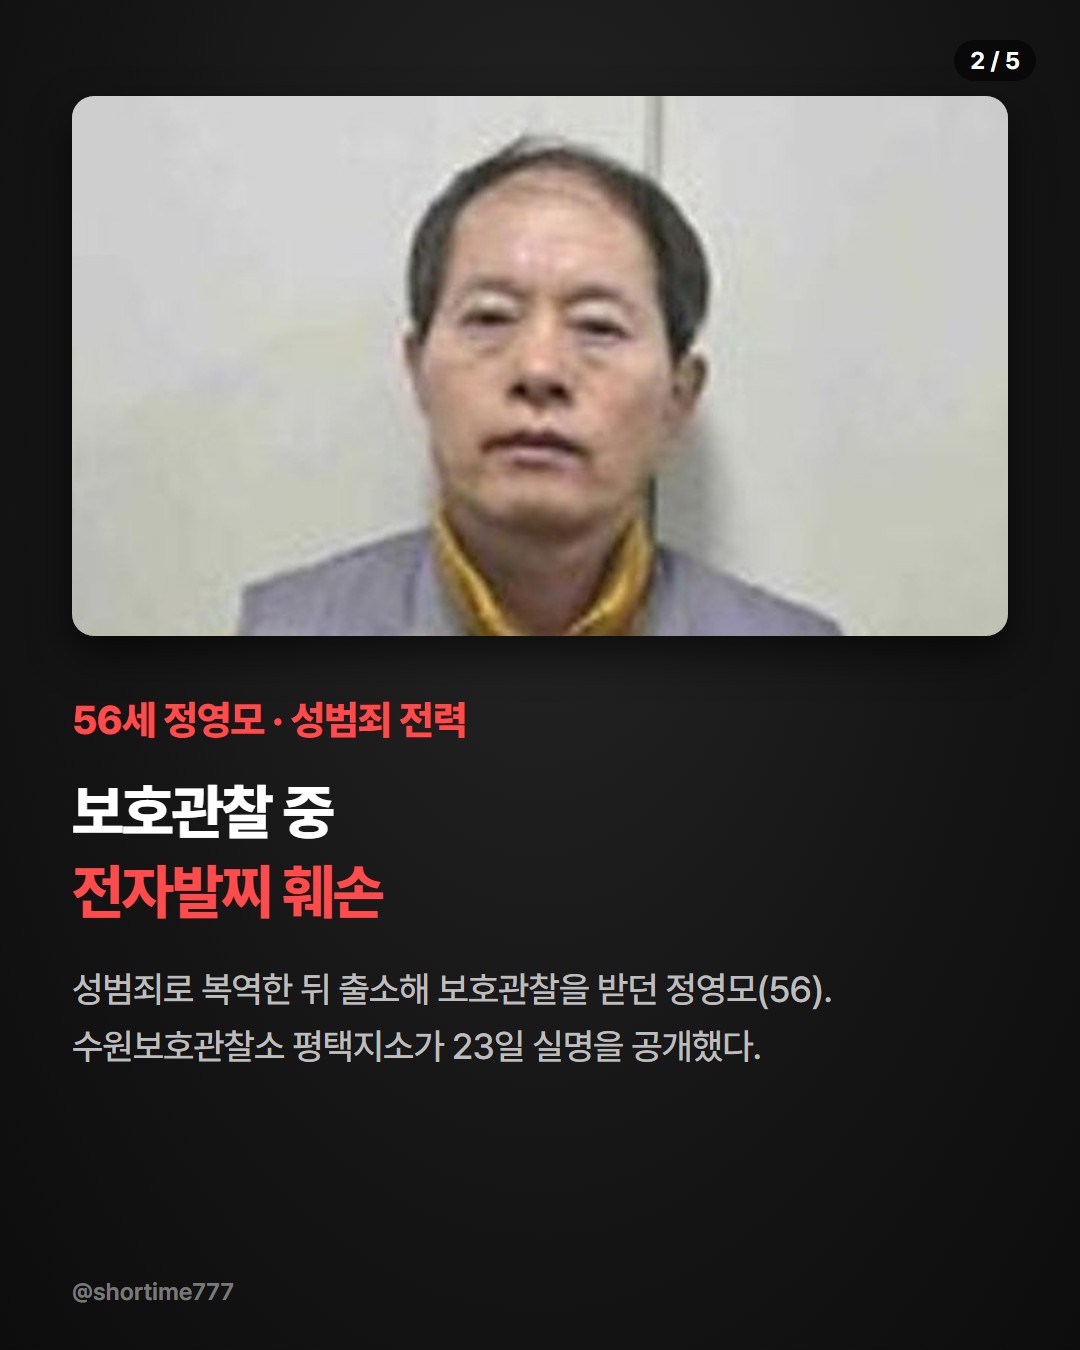 2 / 5
56세 정영모 · 성범죄 전력
보호관찰 중
전자발찌 훼손
성범죄로 복역한 뒤 출소해 보호관찰을 받던 정영모(56).
수원보호관찰소 평택지소가 23일 실명을 공개했다.
@shortime777